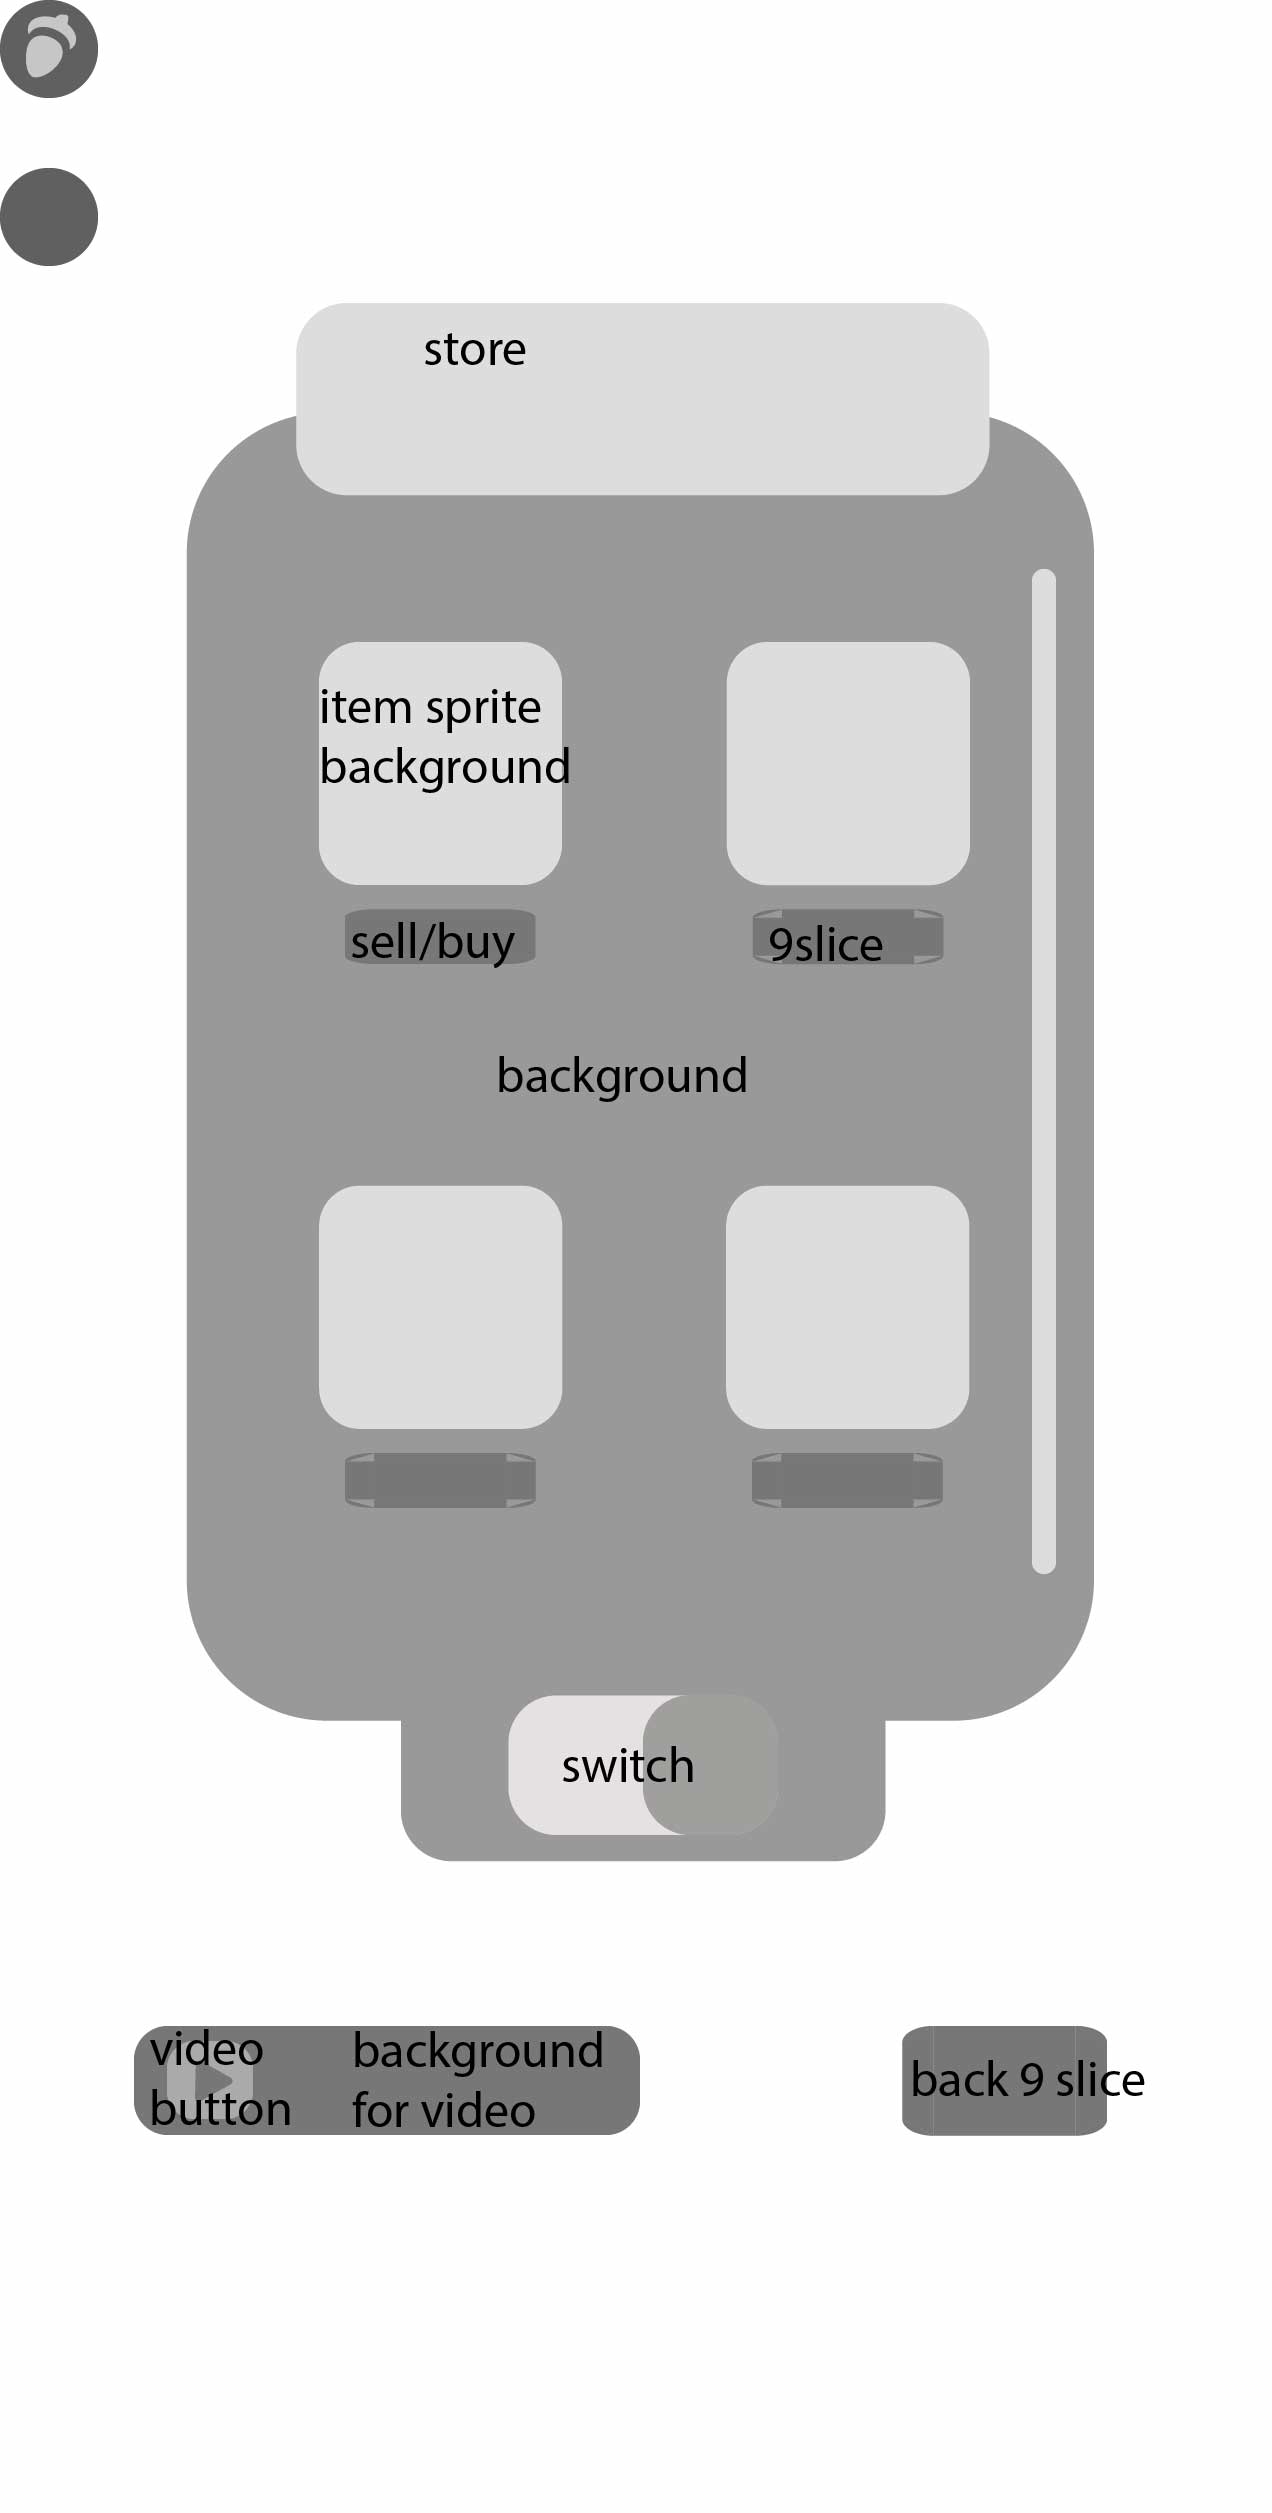 store
item sprite
background
sell/buy
9slice
background
switch
video
button
background
for video
back 9 slice